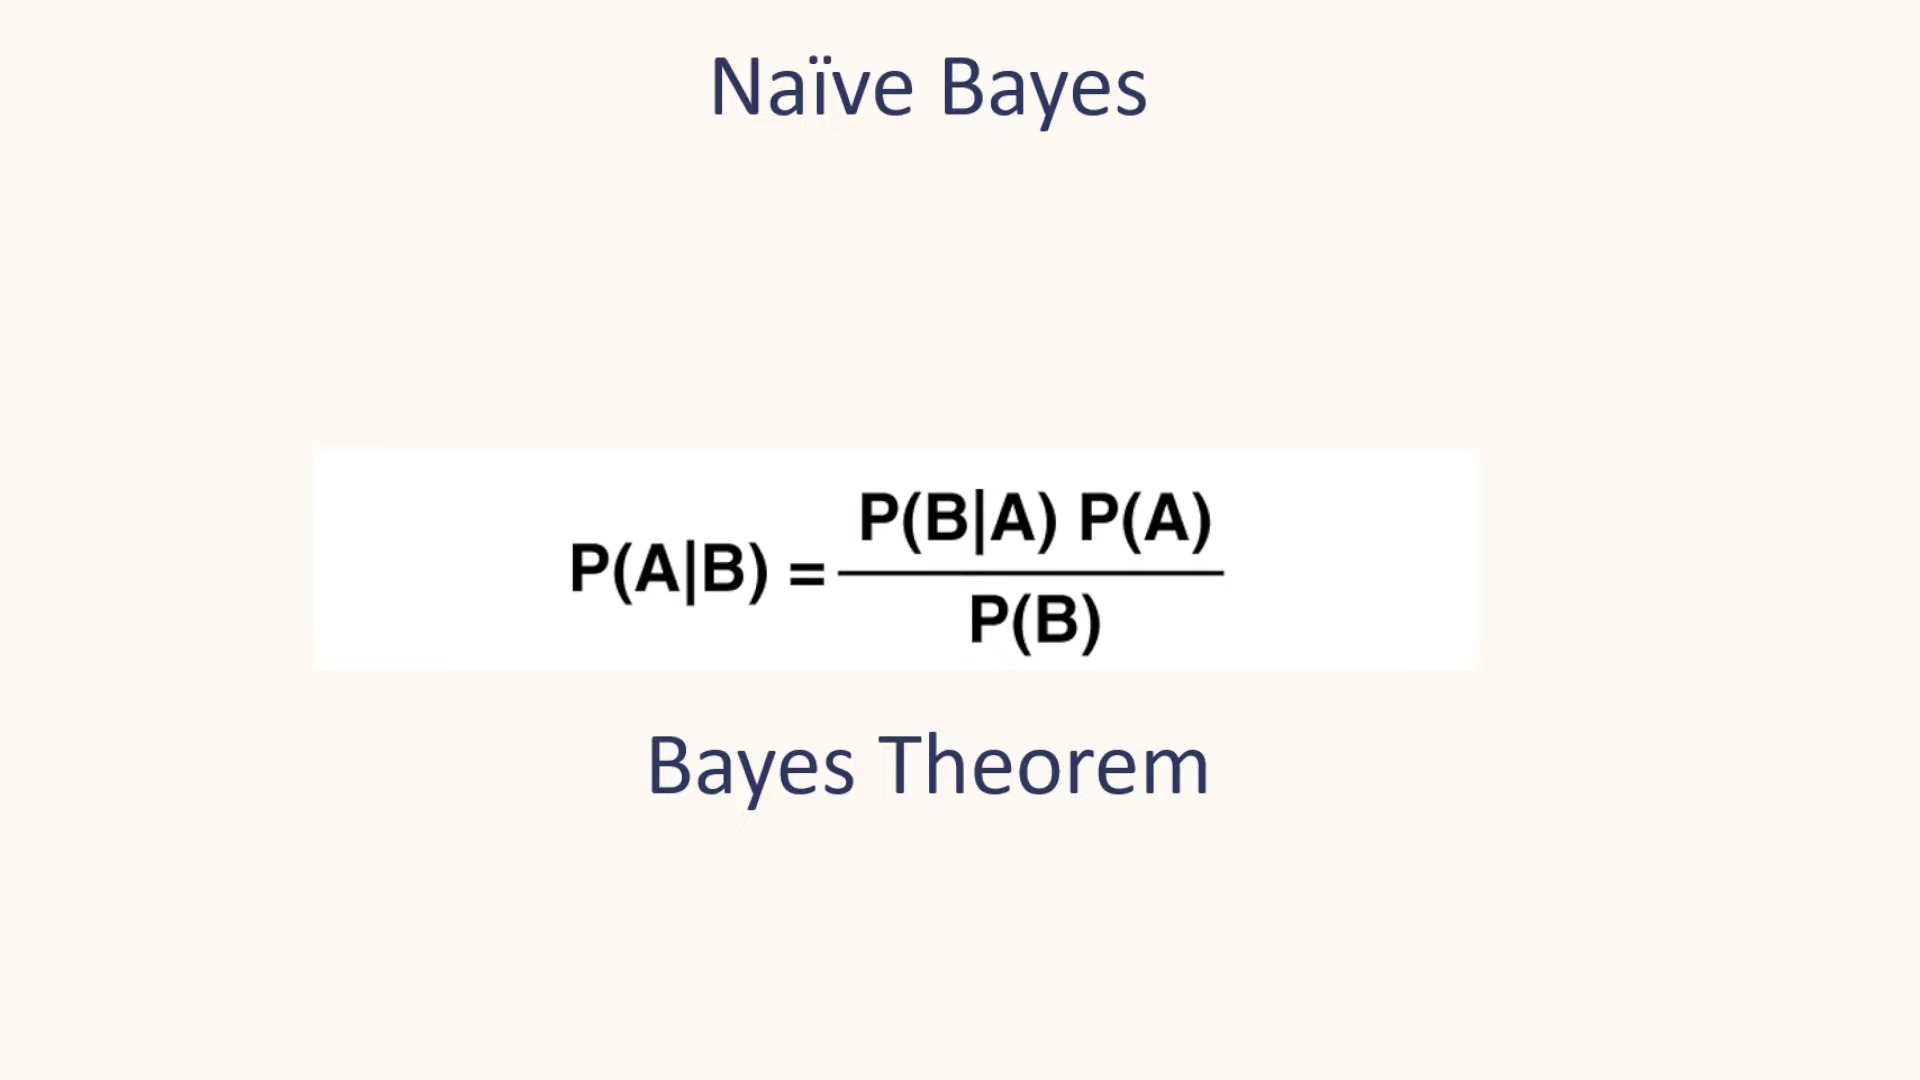 Naïve Bayes
P(A|B) = P(B|A) P(A)
P(B)
Bayes Theorem